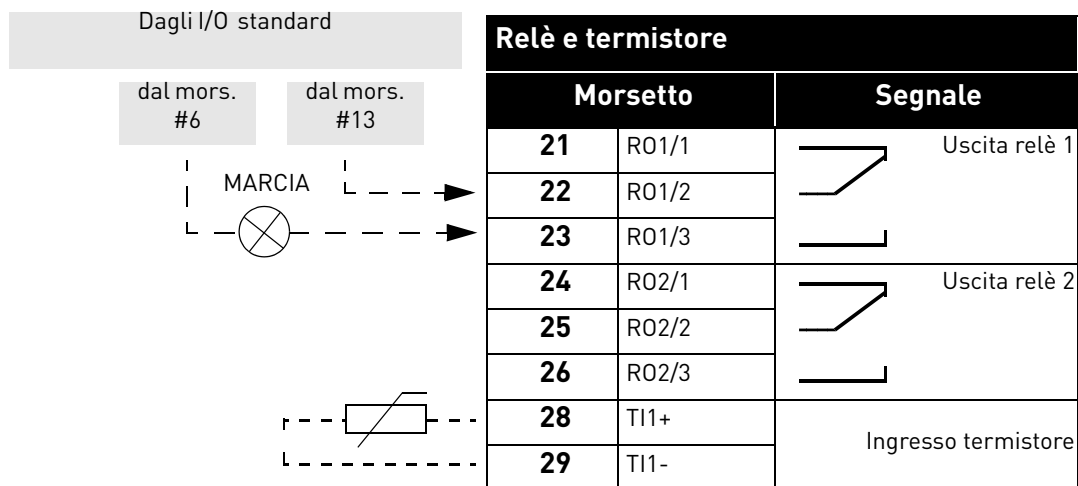 Dagli I/O standard
dal mors.
#6
dal mors.
#13
MARCIA
Relè e termistore
Morsetto Segnale
21 RO1/1 Uscita relè 1
22 RO1/2
23 RO1/3
24 RO2/1 Uscita relè 2
25 RO2/2
26 RO2/3
28 TI1+ Ingresso termistore
29 TI1-